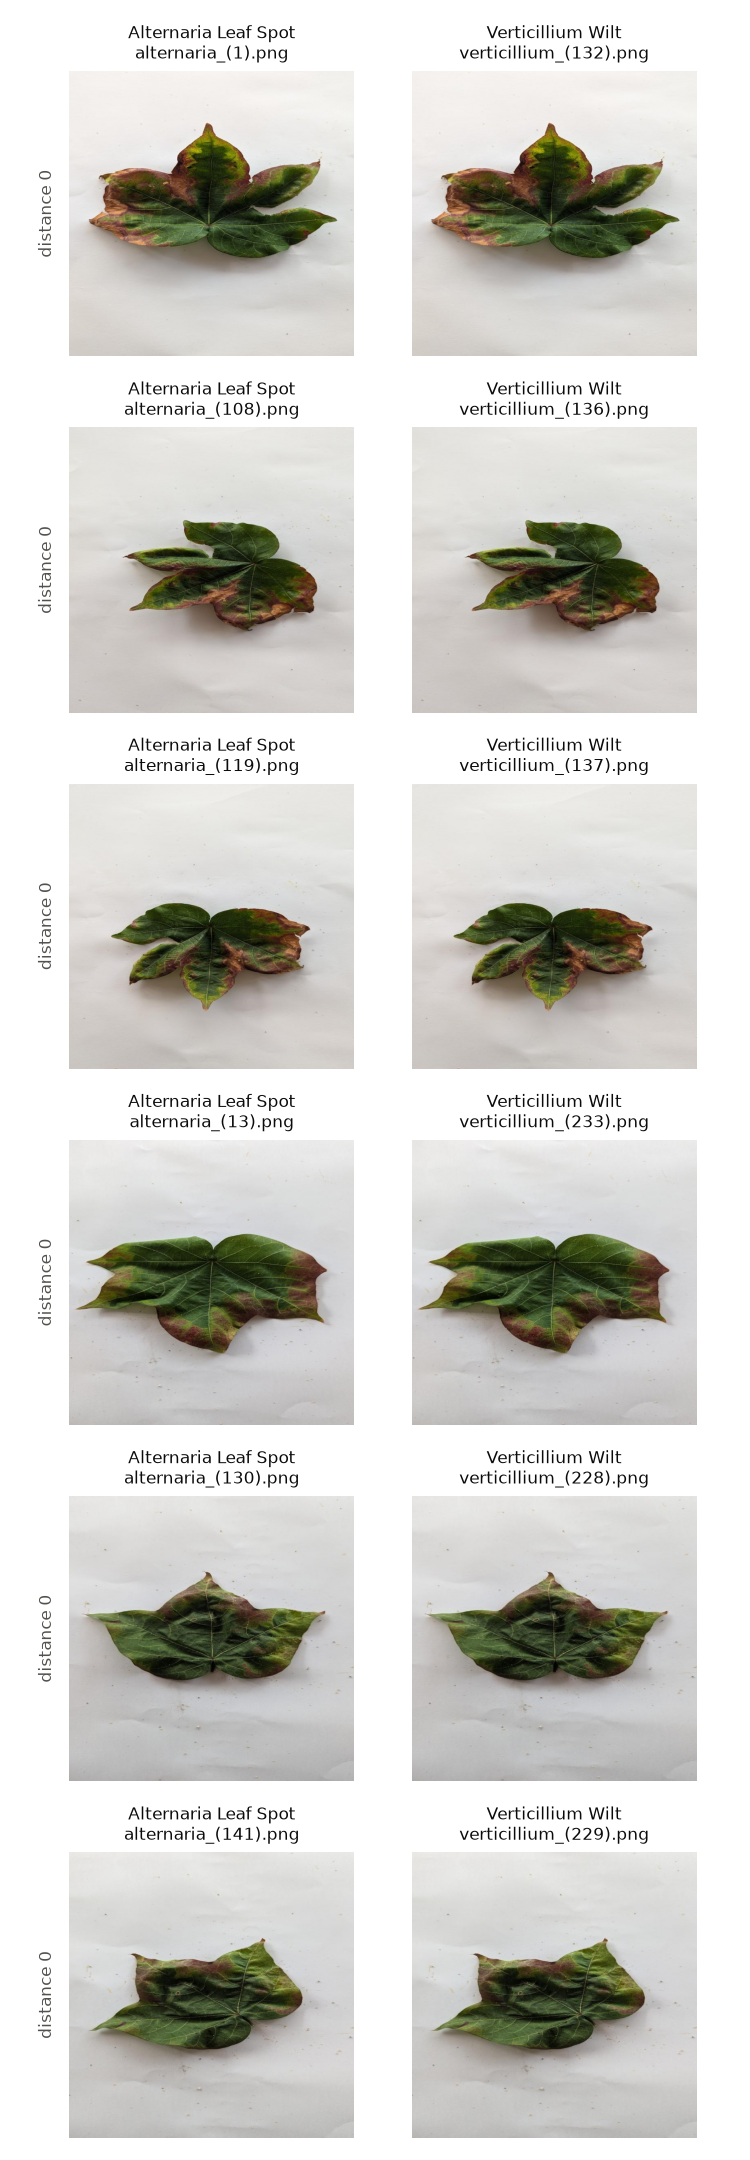 Alternaria Leaf Spot
alternaria_(1).png
Verticillium Wilt
verticillium_(132).png
distance 0
Alternaria Leaf Spot
alternaria_(108).png
Verticillium Wilt
verticillium_(136).png
distance 0
Alternaria Leaf Spot
alternaria_(119).png
Verticillium Wilt
verticillium_(137).png
distance 0
Alternaria Leaf Spot
alternaria_(13).png
Verticillium Wilt
verticillium_(233).png
distance 0
Alternaria Leaf Spot
alternaria_(130).png
Verticillium Wilt
verticillium_(228).png
distance 0
Alternaria Leaf Spot
alternaria_(141).png
Verticillium Wilt
verticillium_(229).png
distance 0